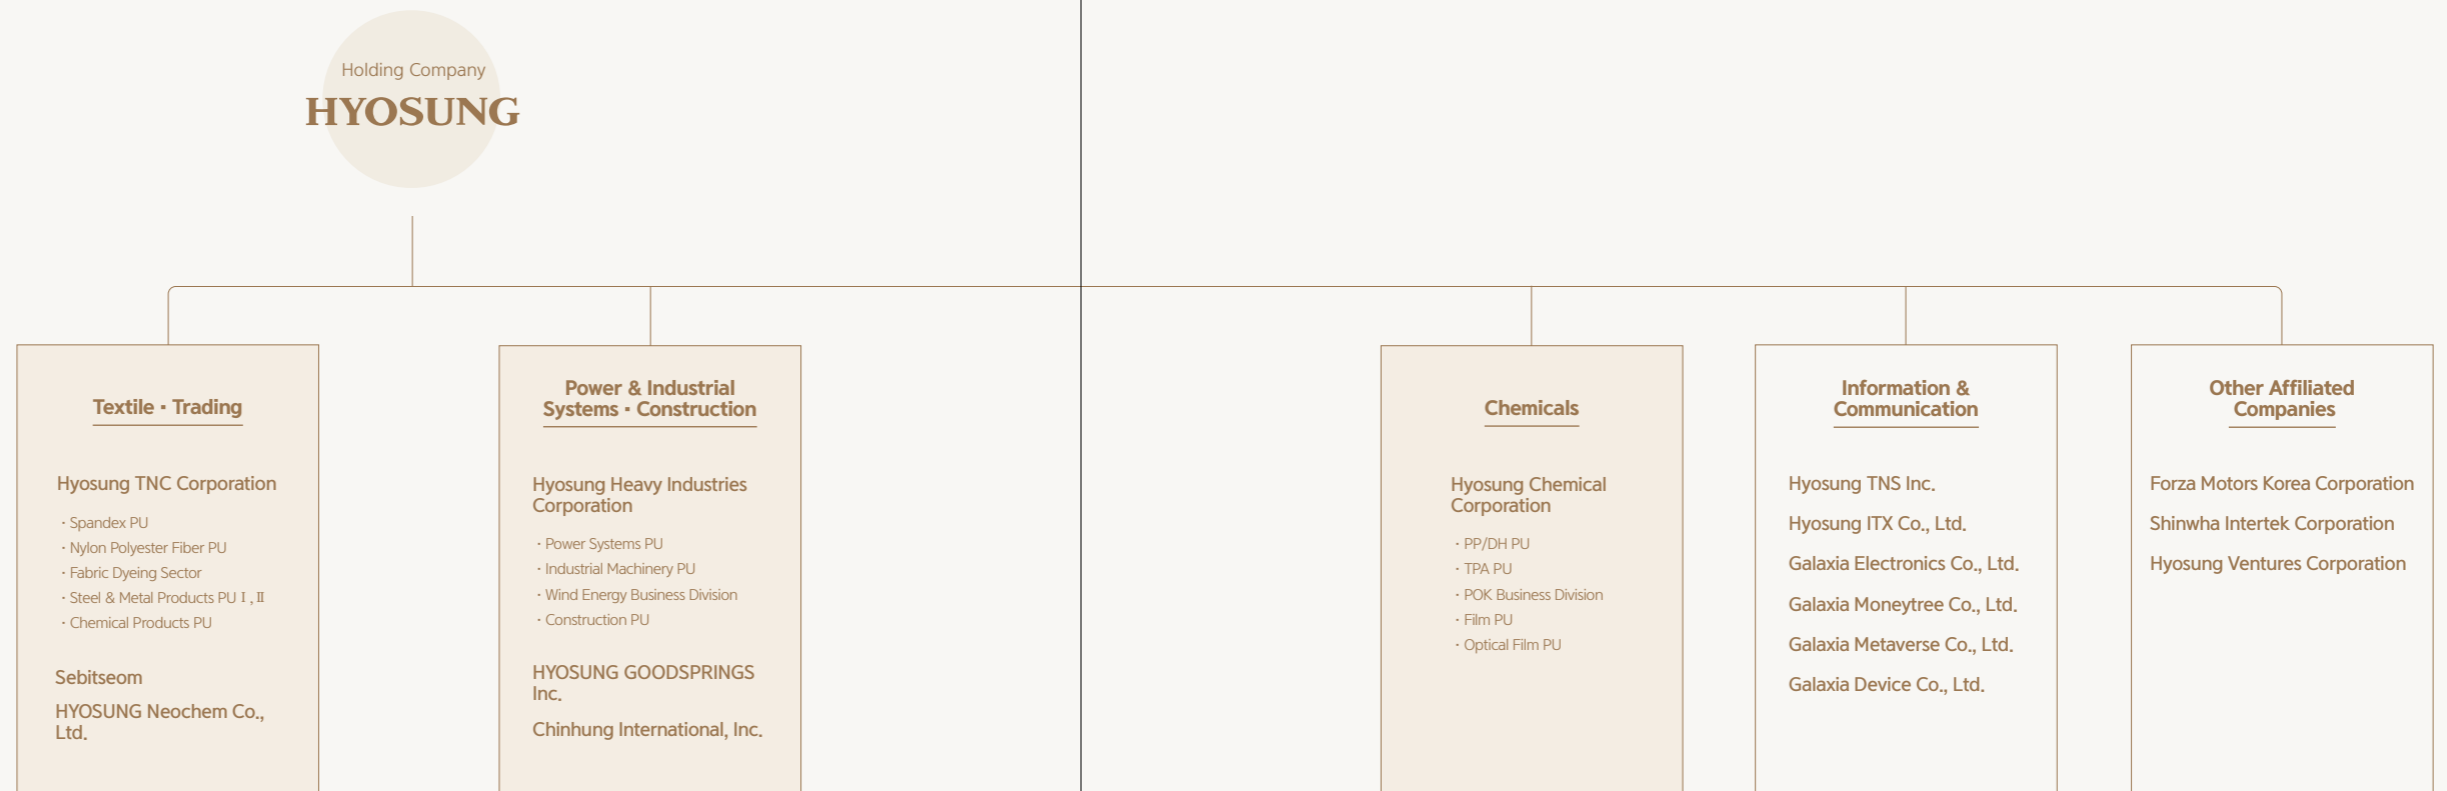 Holding Company
HYOSUNG
Textile · Trading
Hyosung TNC Corporation
· Spandex PU
· Nylon Polyester Fiber PU
· Fabric Dyeing Sector
· Steel & Metal Products PU Ⅰ, Ⅱ
· Chemical Products PU
Sebitseom
HYOSUNG Neochem Co.,
Ltd.
Power & Industrial
Systems · Construction
Hyosung Heavy Industries
Corporation
· Power Systems PU
· Industrial Machinery PU
· Wind Energy Business Division
· Construction PU
HYOSUNG GOODSPRINGS
Inc.
Chinhung International, Inc.
Chemicals
Hyosung Chemical
Corporation
· PP/DH PU
· TPA PU
· POK Business Division
· Film PU
· Optical Film PU
Information &
Communication
Hyosung TNS Inc.
Hyosung ITX Co., Ltd.
Galaxia Electronics Co., Ltd.
Galaxia Moneytree Co., Ltd.
Galaxia Metaverse Co., Ltd.
Galaxia Device Co., Ltd.
Other Affiliated
Companies
Forza Motors Korea Corporation
Shinwha Intertek Corporation
Hyosung Ventures Corporation